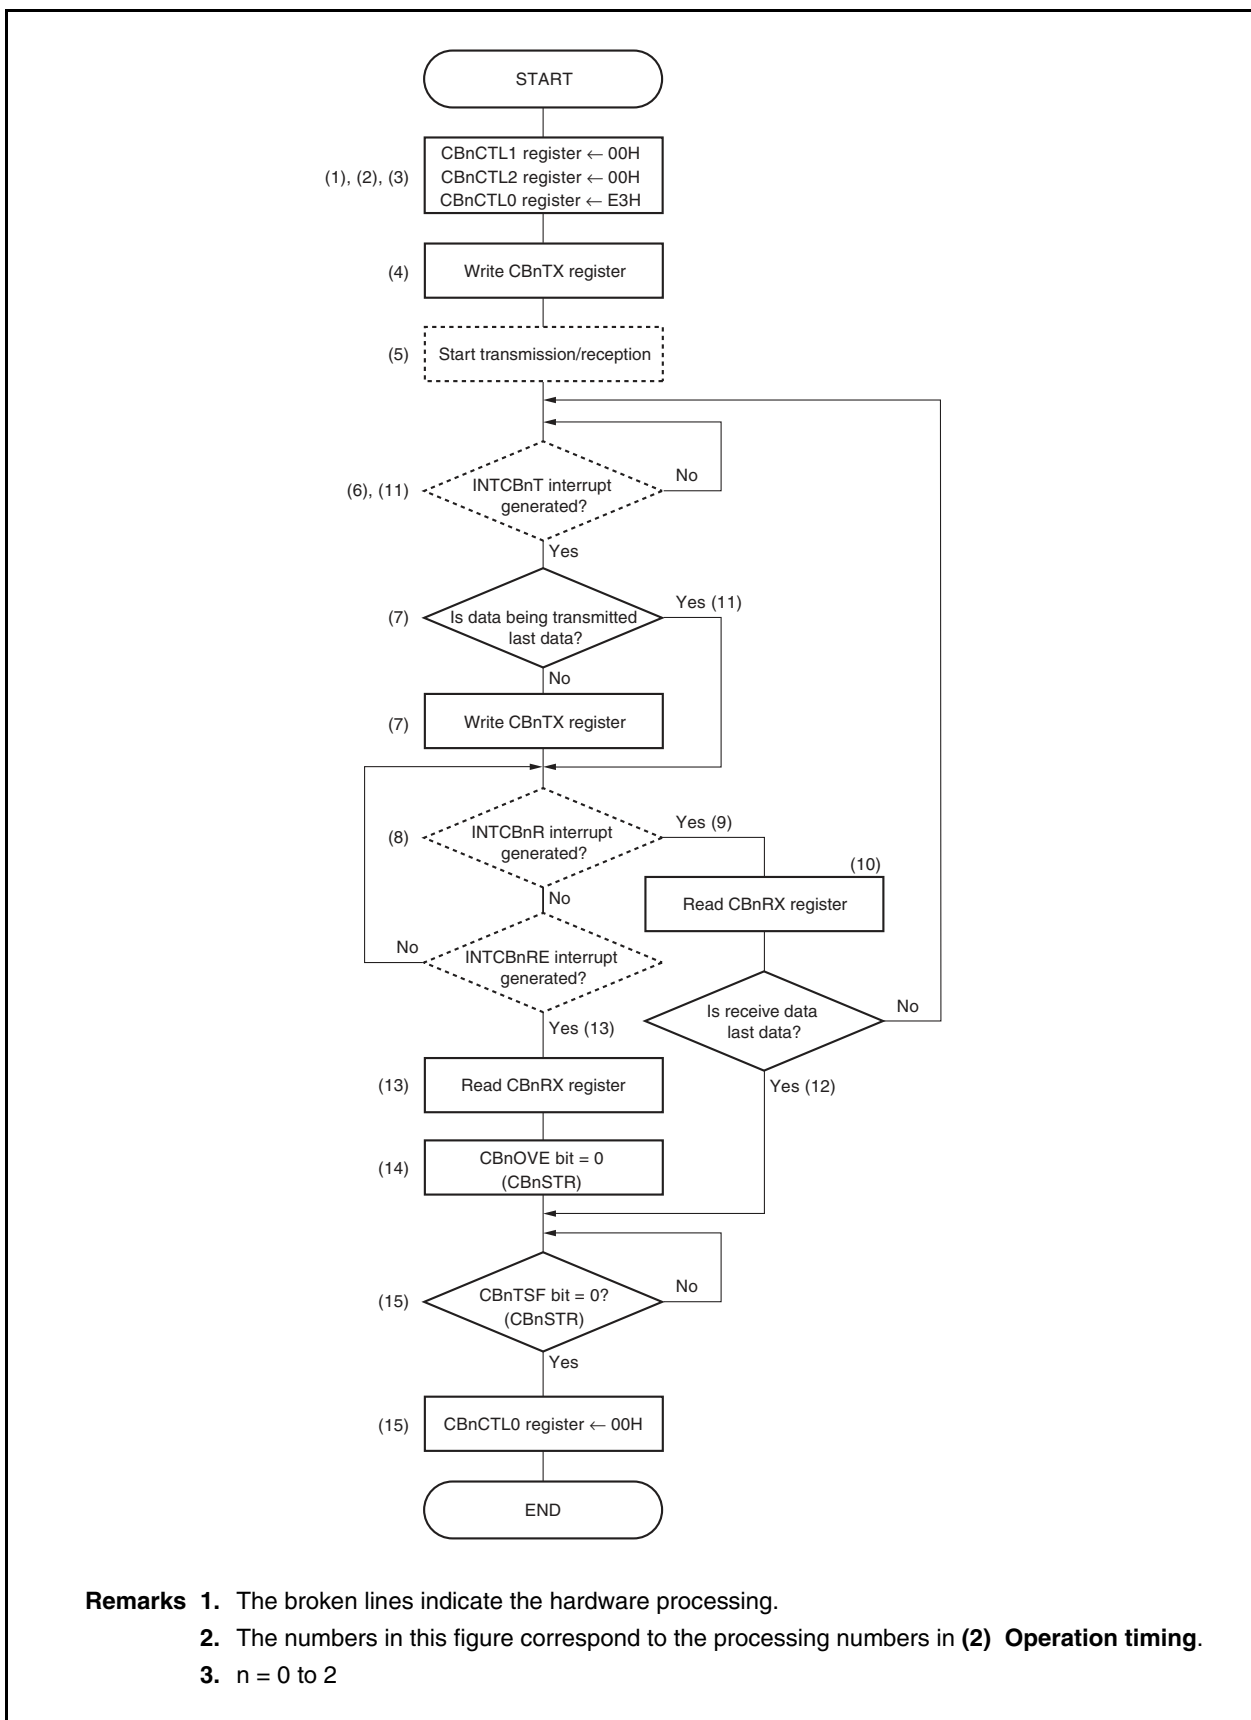 START
CBnCTL1 register ← 00H
(1), (2), (3)
CBnCTL2 register ← 00H
CBnCTL0 register ← E3H
(4)
Write CBnTX register
(5)
Start transmission/reception
No
(6), (11)
INTCBnT interrupt
generated?
Yes
Yes (11)
(7)
Is data being transmitted
last data?
No
(7)
Write CBnTX register
(8)
INTCBnR interrupt
generated?
Yes (9)
(10)
No
Read CBnRX register
No
INTCBnRE interrupt
generated?
Is receive data
last data?
No
Yes (13)
(13)
Read CBnRX register
Yes (12)
(14)
CBnOVE bit = 0
(CBnSTR)
No
(15)
CBnTSF bit = 0?
(CBnSTR)
Yes
(15)
CBnCTL0 register ← 00H
END
Remarks 1. The broken lines indicate the hardware processing.
2. The numbers in this figure correspond to the processing numbers in (2) Operation timing.
3. n = 0 to 2